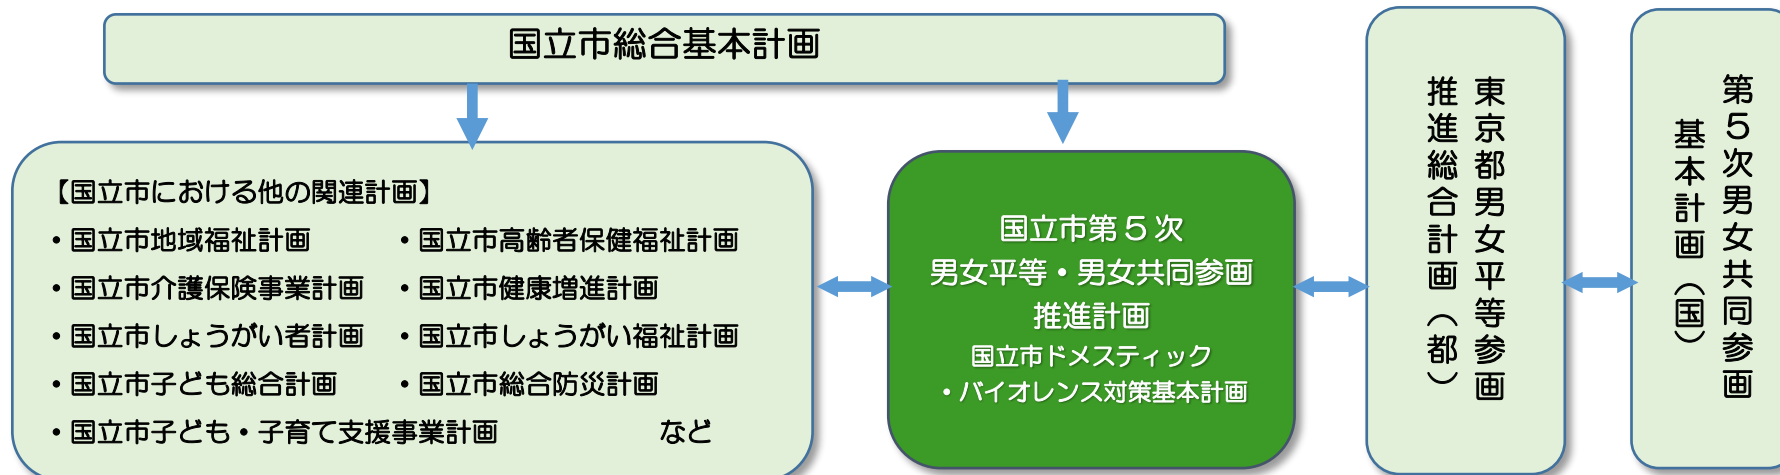 国立市総合基本計画
【国立市における他の関連計画】
・国立市地域福祉計画 ・国立市高齢者保健福祉計画
・国立市介護保険事業計画 ・国立市健康増進計画
・国立市しょうがい者計画 ・国立市しょうがい福祉計画
・国立市子ども総合計画 ・国立市総合防災計画
・国立市子ども・子育て支援事業計画 など
国立市第5次
男女平等・男女共同参画
推進計画
国立市ドメスティック
・バイオレンス対策基本計画
東京都男女平等参画
推進総合計画（都）
第5次男女共同参画
基本計画（国）